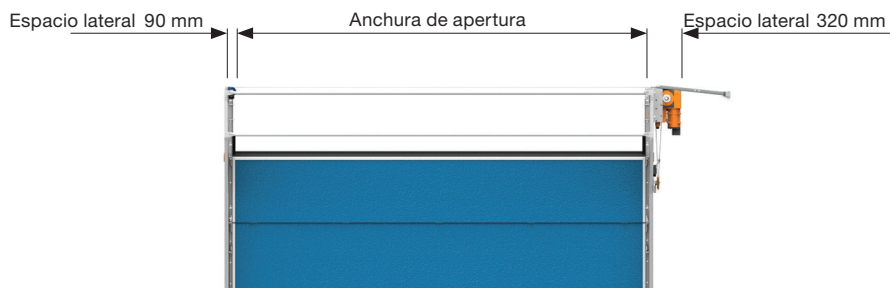 Espacio lateral 90 mm
Anchura de apertura
Espacio lateral 320 mm